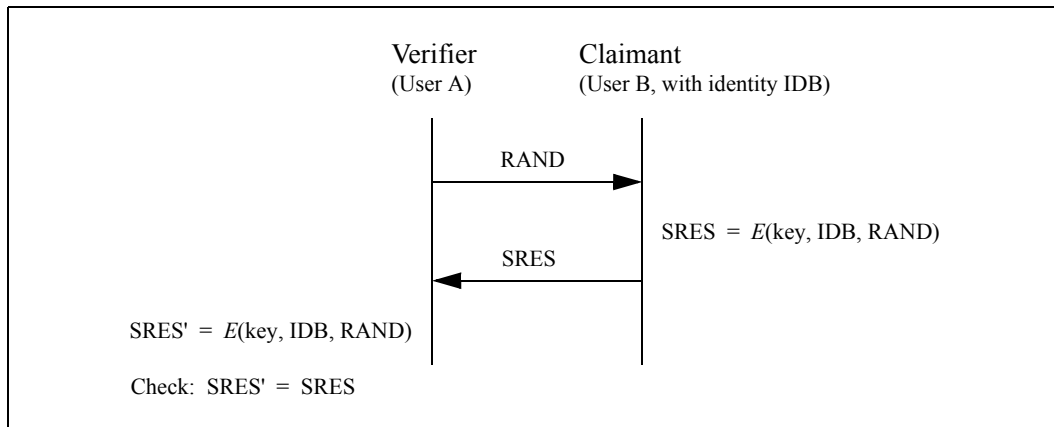 Verifier
(User A)
Claimant
(User B, with identity IDB)
RAND
SRES = E(key, IDB, RAND)
SRES
SRES' = E(key, IDB, RAND)
Check: SRES' = SRES